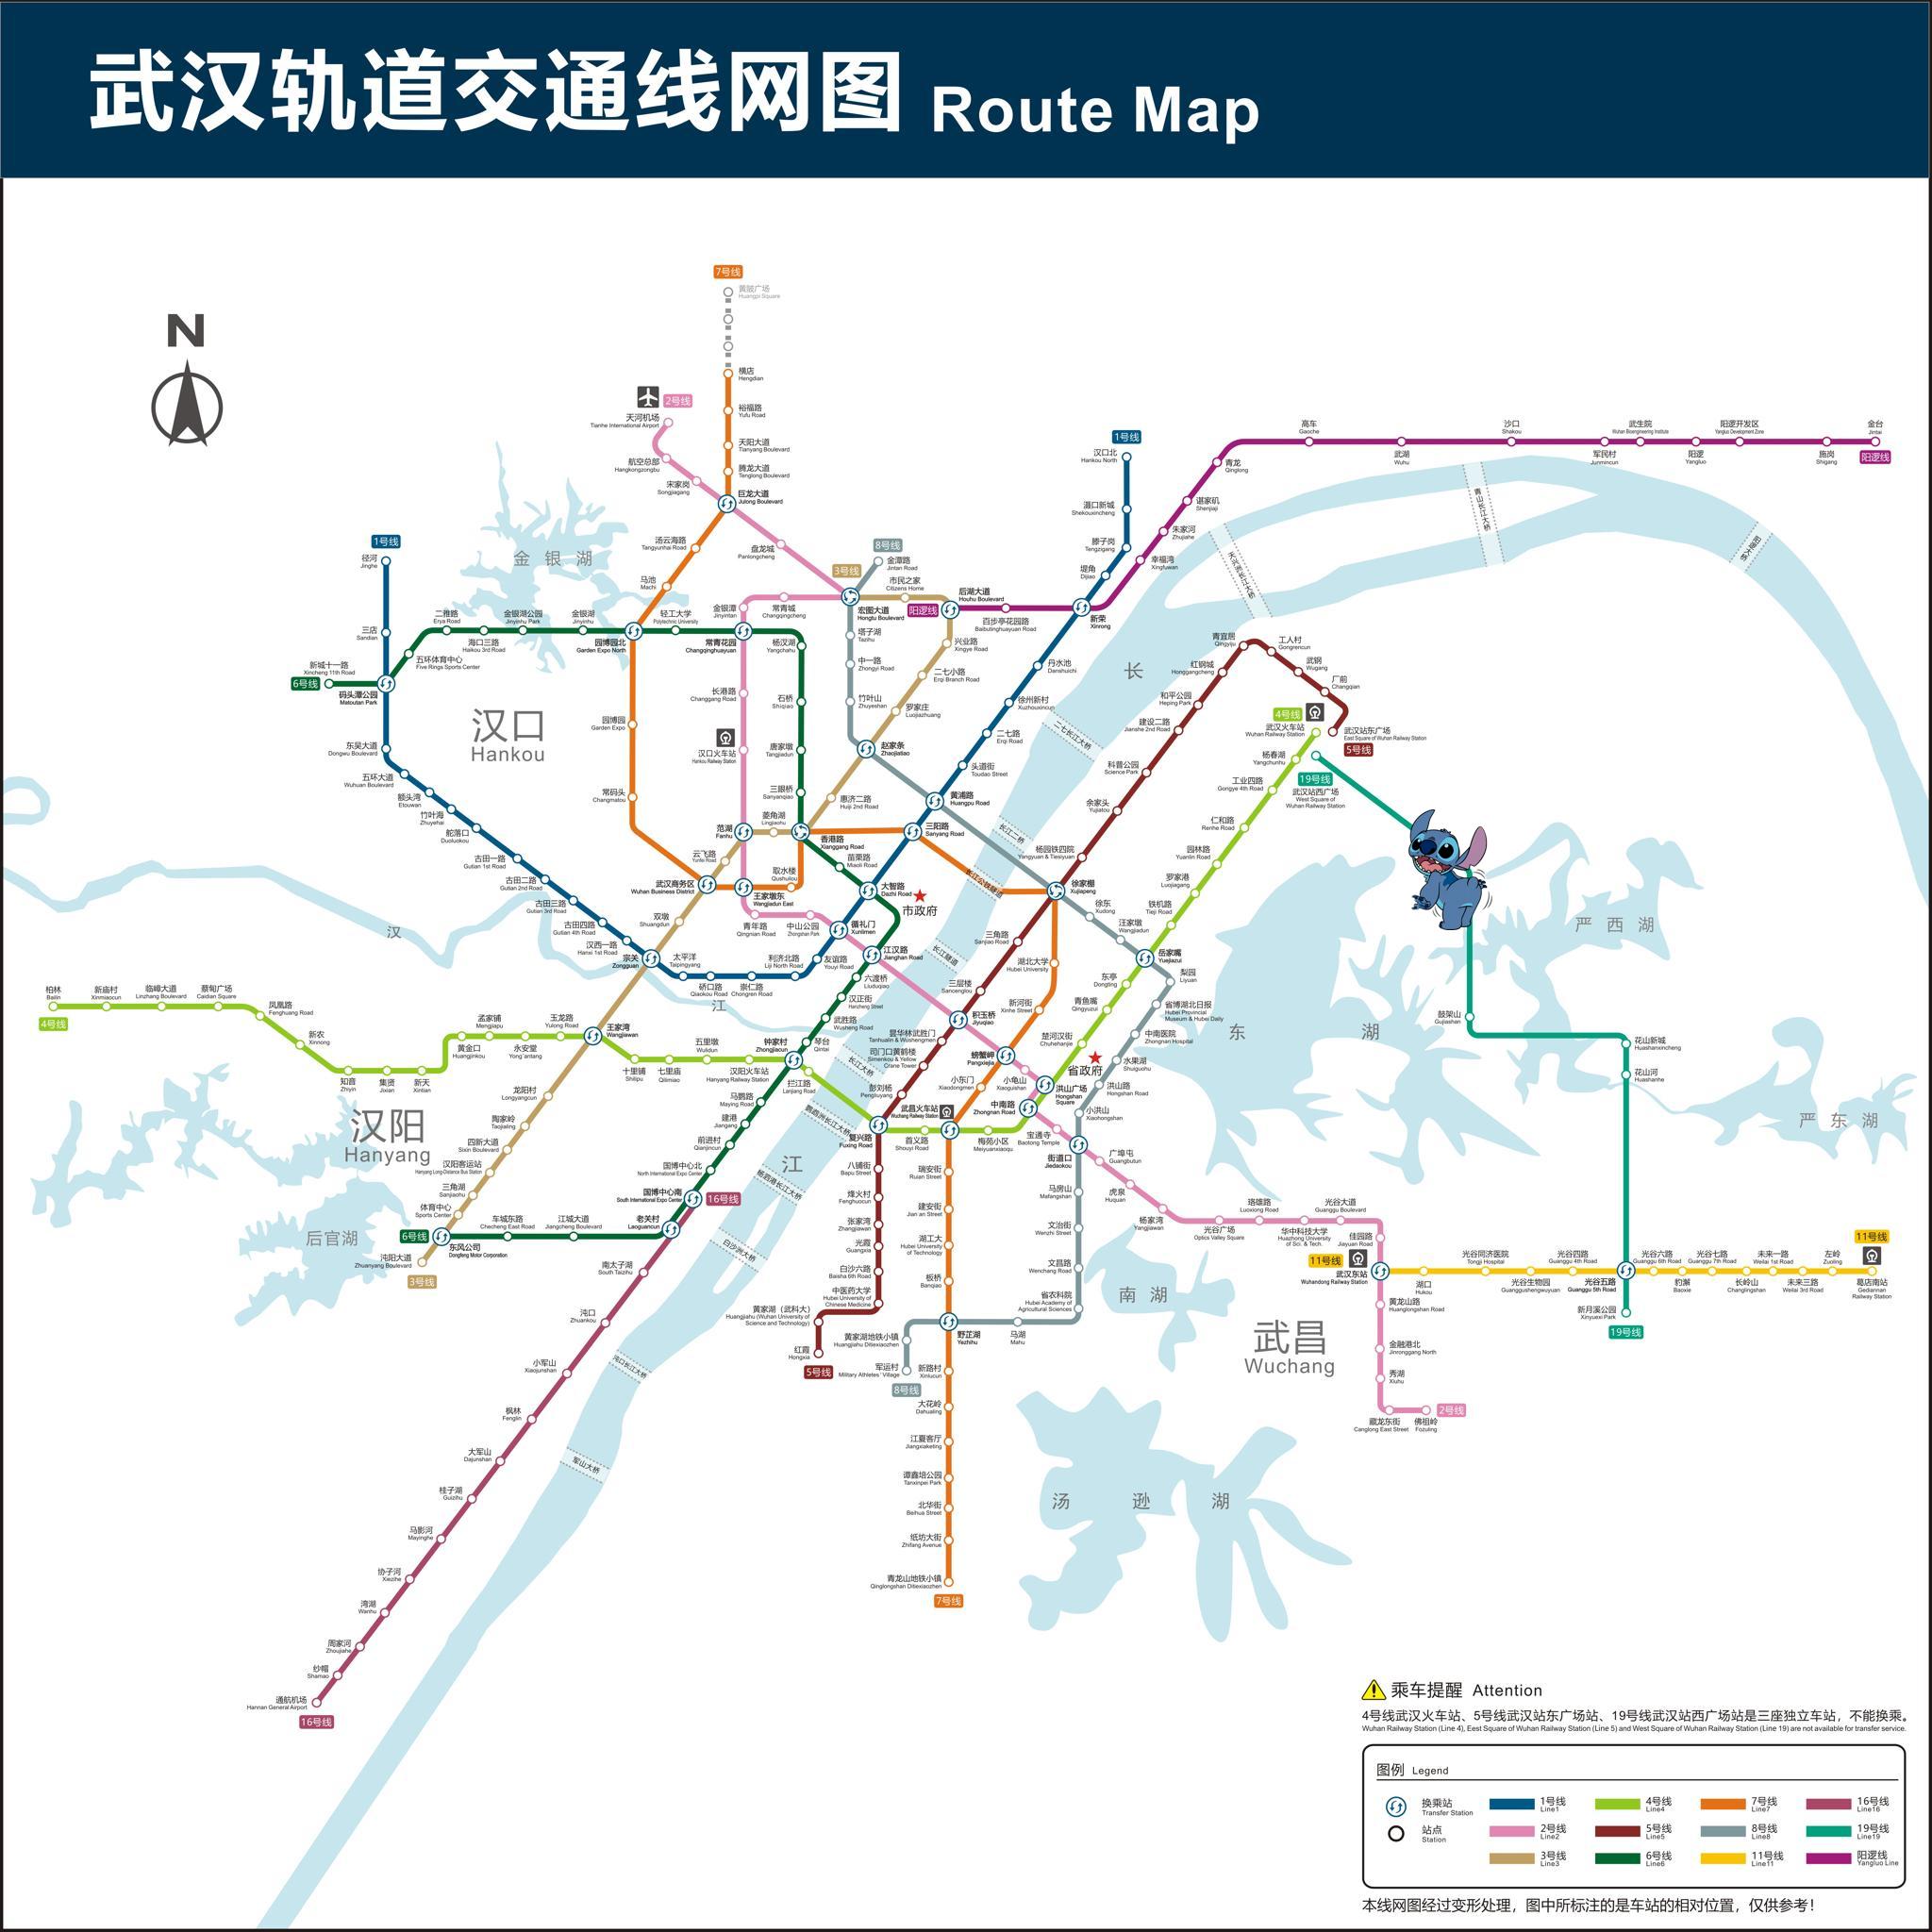 武汉轨道交通线网图 Route Map
N
7号线
黄陂广场
Huangpi Square
横店
Hengdian
裕福路
Yufu Road
天阳大道
Tianyang Boulevard
腾龙大道
Tenglong Boulevard
巨龙大道
Julong Boulevard
2号线
天河机场
Tianhe International Airport
航空总部
Hangkongzongbu
宋家岗
Songjiagang
盘龙城
Panlongcheng
汤云海路
Tangyunhai Road
马池
Machi
1号线
汉口北
Hankou North
滠口新城
Shekouxincheng
滕子岗
Tengzigang
堤角
Dijiao
新荣
Xinrong
高车
Gaoche
武湖
Wuhu
沙口
Shakou
军民村
Junmincun
武生院
Wuhan Bioengineering Institute
阳逻
Yangluo
阳逻开发区
Yangluo Development Zone
施岗
Shigang
金台
Jintai
阳逻线
青龙
Qinglong
谌家矶
Shenjiaji
朱家河
Zhujiahe
幸福湾
Xingfuwan
青山长江大桥
天兴洲长江大桥
阳逻大桥
1号线
径河
Jinghe
三店
Sandian
金银湖
8号线
金潭路
Jintan Road
3号线
市民之家
Citizens Home
宏图大道
Hongtu Boulevard
阳逻线
后湖大道
Houhu Boulevard
百步亭花园路
Baibutinghuayuan Road
二雅路
Erya Road
海口三路
Haikou 3rd Road
金银湖公园
Jinyinhu Park
金银湖
Jinyinhu
园博园北
Garden Expo North
轻工大学
Polytechnic University
金银潭
Jinyintan
常青城
Changqingcheng
常青花园
Changqinghuayuan
杨汊湖
Yangchahu
塔子湖
Tazihu
中一路
Zhongyi Road
竹叶山
Zhuyeshan
兴业路
Xingye Road
二七小路
Erqi Branch Road
罗家庄
Luojiazhuang
赵家条
Zhaojiatiao
丹水池
Danshuichi
徐州新村
Xuzhouxincun
二七路
Erqi Road
头道街
Toudao Street
黄浦路
Huangpu Road
新城十一路
Xincheng 11th Road
6号线
五环体育中心
Five Rings Sports Center
码头潭公园
Matoutan Park
东吴大道
Dongwu Boulevard
五环大道
Wuhuan Boulevard
额头湾
Etouwan
竹叶海
Zhuyehai
舵落口
Duoluokou
古田一路
Gutian 1st Road
古田二路
Gutian 2nd Road
古田三路
Gutian 3rd Road
古田四路
Gutian 4th Road
汉西一路
Hanxi 1st Road
宗关
Zongguan
汉口
Hankou
园博园
Garden Expo
常码头
Changmatou
长港路
Changgang Road
汉口火车站
Hankou Railway Station
石桥
Shiqiao
唐家墩
Tangjiadun
三眼桥
Sanyanqiao
惠济二路
Huiji 2nd Road
范湖
Fanhu
菱角湖
Lingjiaohu
香港路
Xianggang Road
三阳路
Sanyang Road
云飞路
Yunfei Road
武汉商务区
Wuhan Business District
王家墩东
Wangjiadun East
取水楼
Qushuilou
苗栗路
Miaoli Road
大智路
Dazhi Road
市政府
双墩
Shuangdun
青年路
Qingnian Road
中山公园
Zhongshan Park
循礼门
Xunlimen
江汉路
Jianghan Road
太平洋
Taipingyang
硚口路
Qiaokou Road
崇仁路
Chongren Road
利济北路
Liji North Road
友谊路
Youyi Road
六渡桥
Liuduqiao
汉正街
Hanzheng Street
武胜路
Wusheng Road
琴台
Qintai
汉
江
长
二七长江大桥
长江二桥
长江公铁隧道
长江隧道
长江大桥
鹦鹉洲长江大桥
杨泗港长江大桥
白沙洲大桥
沌口长江大桥
军山大桥
江
青宜居
Qingyiju
工人村
Gongrencun
武钢
Wugang
厂前
Changqian
红钢城
Honggangcheng
和平公园
Heping Park
建设二路
Jianshe 2nd Road
科普公园
Science Park
余家头
Yujiatou
杨园铁四院
Yangyuan & Tiesiyuan
徐家棚
Xujiapeng
4号线
武汉火车站
Wuhan Railway Station
武汉站东广场
East Square of Wuhan Railway Station
5号线
杨春湖
Yangchunhu
19号线
武汉站西广场
West Square of
Wuhan Railway Station
工业四路
Gongye 4th Road
仁和路
Renhe Road
园林路
Yuanlin Road
罗家港
Luojiagang
铁机路
Tieji Road
徐东
Xudong
汪家墩
Wangjiadun
岳家嘴
Yuejiazui
梨园
Liyuan
省博湖北日报
Hubei Provincial
Museum & Hubei Daily
中南医院
Zhongnan Hospital
水果湖
Shuiguohu
洪山路
Hongshan Road
小洪山
Xiaohongshan
三角路
Sanjiao Road
三层楼
Sancenglou
积玉桥
Jiyuqiao
湖北大学
Hubei University
新河街
Xinhe Street
螃蟹岬
Pangxiejia
东亭
Dongting
青鱼嘴
Qingyuzui
楚河汉街
Chuhehanjie
省政府
小龟山
Xiaoguishan
洪山广场
Hongshan
Square
中南路
Zhongnan Road
昙华林武胜门
Tanhualin & Wushengmen
司门口黄鹤楼
Simenkou & Yellow
Crane Tower
彭刘杨
Pengliuyang
复兴路
Fuxing Road
小东门
Xiaodongmen
武昌火车站
Wuchang Railway Station
首义路
Shouyi Road
梅苑小区
Meiyuanxiaoqu
宝通寺
Baotong Temple
街道口
Jiedaokou
广埠屯
Guangbutun
虎泉
Huquan
杨家湾
Yangjiawan
光谷广场
Optics Valley Square
珞雄路
Luoxiong Road
华中科技大学
Huazhong University
of Sci. & Tech.
光谷大道
Guanggu Boulevard
佳园路
Jiayuan Road
东
湖
严西湖
严东湖
鼓架山
Gujiashan
花山新城
Huashanxincheng
花山河
Huashanhe
柏林
Bailin
4号线
新庙村
Xinmiaocun
临嶂大道
Linzhang Boulevard
蔡甸广场
Caidian Square
凤凰路
Fenghuang Road
新农
Xinnong
知音
Zhiyin
集贤
Jixian
新天
Xintian
黄金口
Huangjinkou
孟家铺
Mengjiapu
永安堂
Yong'antang
玉龙路
Yulong Road
王家湾
Wangjiawan
十里铺
Shilipu
七里庙
Qilimiao
五里墩
Wulidun
汉阳火车站
Hanyang Railway Station
钟家村
Zhongjiacun
拦江路
Lanjiang Road
马鹦路
Maying Road
建港
Jiangang
前进村
Qianjincun
国博中心北
North International Expo Center
国博中心南
South International Expo Center
16号线
老关村
Laoguancun
汉阳
Hanyang
龙阳村
Longyangcun
陶家岭
Taojialing
四新大道
Sixin Boulevard
汉阳客运站
Hanyang Long-Distance Bus Station
三角湖
Sanjiaohu
体育中心
Sports Center
后官湖
6号线
东风公司
Dongfeng Motor Corporation
车城东路
Checheng East Road
江城大道
Jiangcheng Boulevard
沌阳大道
Zhuanyang Boulevard
3号线
南太子湖
South Taizihu
沌口
Zhuankou
小军山
Xiaojunshan
枫林
Fenglin
大军山
Dajunshan
桂子湖
Guizihu
马影河
Mayinghe
协子河
Xiezihe
湾湖
Wanhu
周家河
Zhoujiahe
纱帽
Shamao
通航机场
Hannan General Airport
16号线
八铺街
Bapu Street
烽火村
Fenghuocun
张家湾
Zhangjiawan
光霞
Guangxia
白沙六路
Baisha 6th Road
中医药大学
Hubei University of
Chinese Medicine
黄家湖（武科大）
Huangjiahu (Wuhan University of
Science and Technology)
红霞
Hongxia
5号线
瑞安街
Ruian Street
建安街
Jian an Street
湖工大
Hubei University
of Technology
板桥
Banqiao
野芷湖
Yezhihu
马湖
Mahu
马房山
Mafangshan
文治街
Wenzhi Street
文昌路
Wenchang Road
省农科院
Hubei Academy of
Agricultural Sciences
黄家湖地铁小镇
Huangjiahu Ditiexiaozhen
军运村
Military Athletes' Village
8号线
新路村
Xinlucun
大花岭
Dahualing
江夏客厅
Jiangxiaketing
谭鑫培公园
Tanxinpei Park
北华街
Beihua Street
纸坊大街
Zhifang Avenue
青龙山地铁小镇
Qinglongshan Ditiexiaozhen
7号线
南湖
武昌
Wuchang
汤逊湖
11号线
武汉东站
Wuhandong Railway Station
湖口
Hukou
光谷同济医院
Tongji Hospital
光谷生物园
Guanggushengwuyuan
光谷四路
Guanggu 4th Road
光谷五路
Guanggu 5th Road
光谷六路
Guanggu 6th Road
豹澥
Baoxie
光谷七路
Guanggu 7th Road
长岭山
Changlingshan
未来一路
Weilai 1st Road
未来三路
Weilai 3rd Road
左岭
Zuoling
11号线
葛店南站
Gediannan
Railway Station
新月溪公园
Xinyuexi Park
19号线
黄龙山路
Huanglongshan Road
金融港北
Jinronggang North
秀湖
Xiuhu
藏龙东街
Canglong East Street
佛祖岭
Fozuling
2号线
乘车提醒 Attention
4号线武汉火车站、5号线武汉站东广场站、19号线武汉站西广场站是三座独立车站，不能换乘。
Wuhan Railway Station (Line 4), East Square of Wuhan Railway Station (Line 5) and West Square of Wuhan Railway Station (Line 19) are not available for transfer service.
图例 Legend
换乘站
Transfer Station
站点
Station
1号线
Line1
2号线
Line2
3号线
Line3
4号线
Line4
5号线
Line5
6号线
Line6
7号线
Line7
8号线
Line8
11号线
Line11
16号线
Line16
19号线
Line19
阳逻线
Yangluo Line
本线网图经过变形处理，图中所标注的是车站的相对位置，仅供参考！